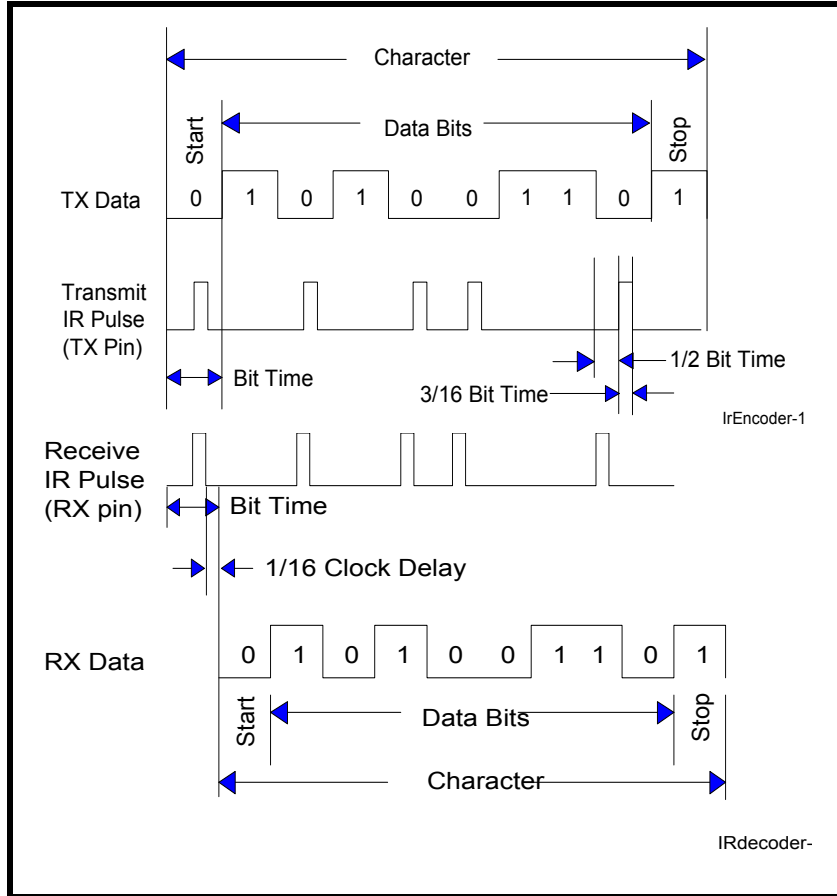 Character
Start
Data Bits
Stop
TX Data
0 1 0 1 0 0 1 1 0 1
Transmit
IR Pulse
(TX Pin)
1/2 Bit Time
Bit Time
3/16 Bit Time
IrEncoder-1
Receive
IR Pulse
(RX pin)
Bit Time
1/16 Clock Delay
RX Data
0 1 0 1 0 0 1 1 0 1
Start
Data Bits
Stop
Character
IRdecoder-